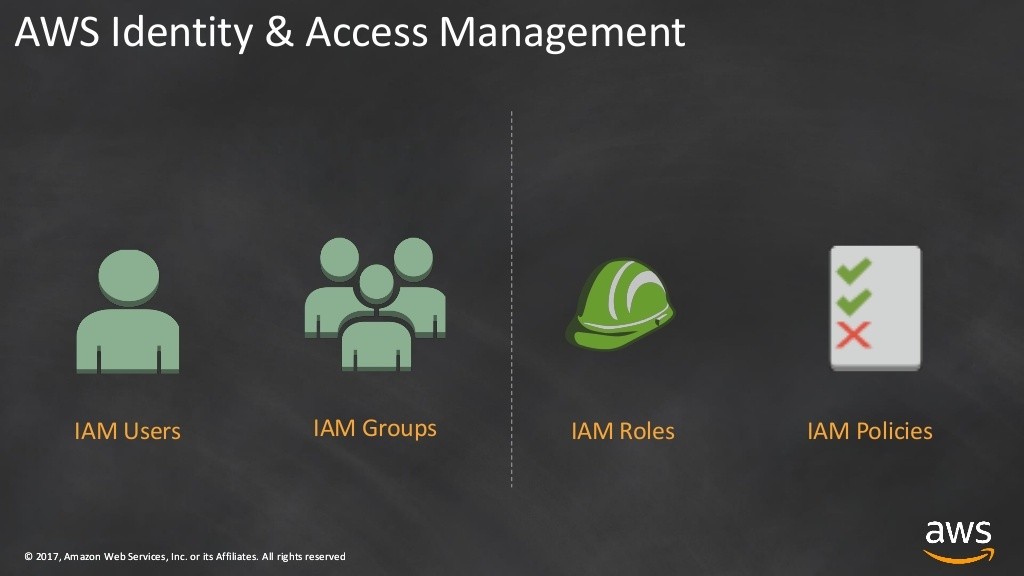 AWS Identity & Access Management
IAM Users
IAM Groups
IAM Roles
IAM Policies
© 2017, Amazon Web Services, Inc. or its Affiliates. All rights reserved
aws